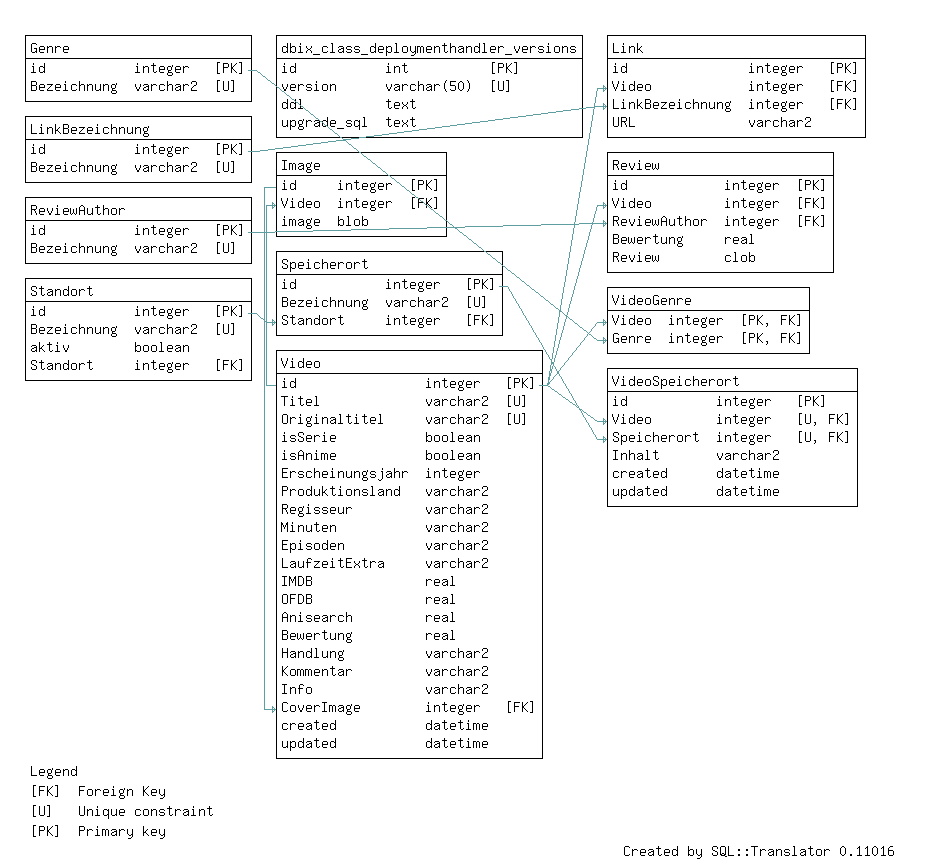 Genre
id integer [PK]
Bezeichnung varchar2 [U]
LinkBezeichnung
id integer [PK]
Bezeichnung varchar2 [U]
ReviewAuthor
id integer [PK]
Bezeichnung varchar2 [U]
Standort
id integer [PK]
Bezeichnung varchar2 [U]
aktiv boolean
Standort integer [FK]
dbix_class_deploymenthandler_versions
id int [PK]
version varchar(50) [U]
ddl text
upgrade_sql text
Image
id integer [PK]
Video integer [FK]
image blob
Speicherort
id integer [PK]
Bezeichnung varchar2 [U]
Standort integer [FK]
Video
id integer [PK]
Titel varchar2 [U]
Originaltitel varchar2 [U]
isSerie boolean
isAnime boolean
Erscheinungsjahr integer
Produktionsland varchar2
Regisseur varchar2
Minuten varchar2
Episoden varchar2
LaufzeitExtra varchar2
IMDB real
OFDB real
Anisearch real
Bewertung real
Handlung varchar2
Kommentar varchar2
Info varchar2
CoverImage integer [FK]
created datetime
updated datetime
Link
id integer [PK]
Video integer [FK]
LinkBezeichnung integer [FK]
URL varchar2
Review
id integer [PK]
Video integer [FK]
ReviewAuthor integer [FK]
Bewertung real
Review clob
VideoGenre
Video integer [PK, FK]
Genre integer [PK, FK]
VideoSpeicherort
id integer [PK]
Video integer [U, FK]
Speicherort integer [U, FK]
Inhalt varchar2
created datetime
updated datetime
Legend
[FK] Foreign Key
[U] Unique constraint
[PK] Primary key
Created by SQL::Translator 0.11016